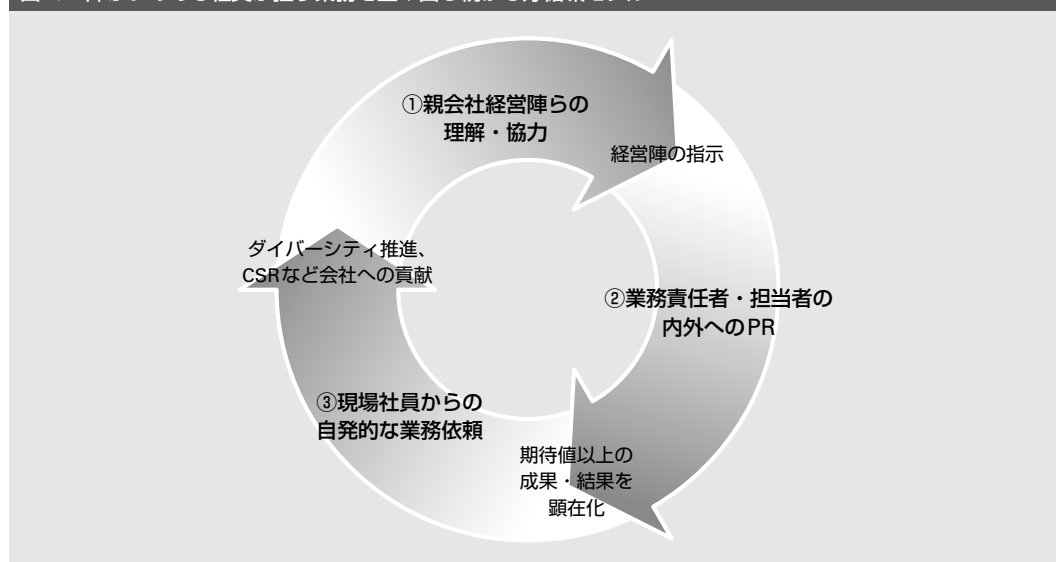 ①親会社経営陣らの
理解・協力
経営陣の指示
②業務責任者・担当者の
内外へのPR
期待値以上の
成果・結果を
顕在化
③現場社員からの
自発的な業務依頼
ダイバーシティ推進、
CSRなど会社への貢献